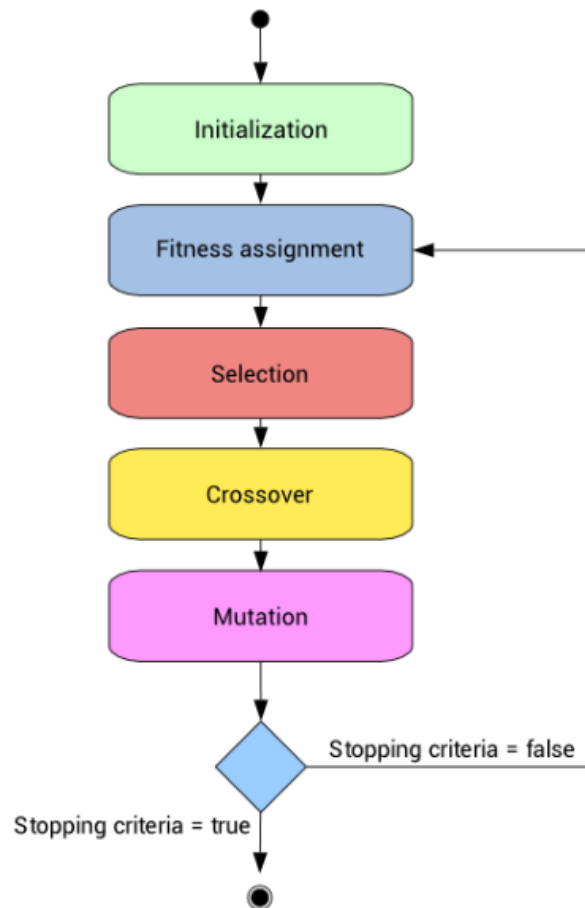 Initialization
Fitness assignment
Selection
Crossover
Mutation
Stopping criteria = false
Stopping criteria = true